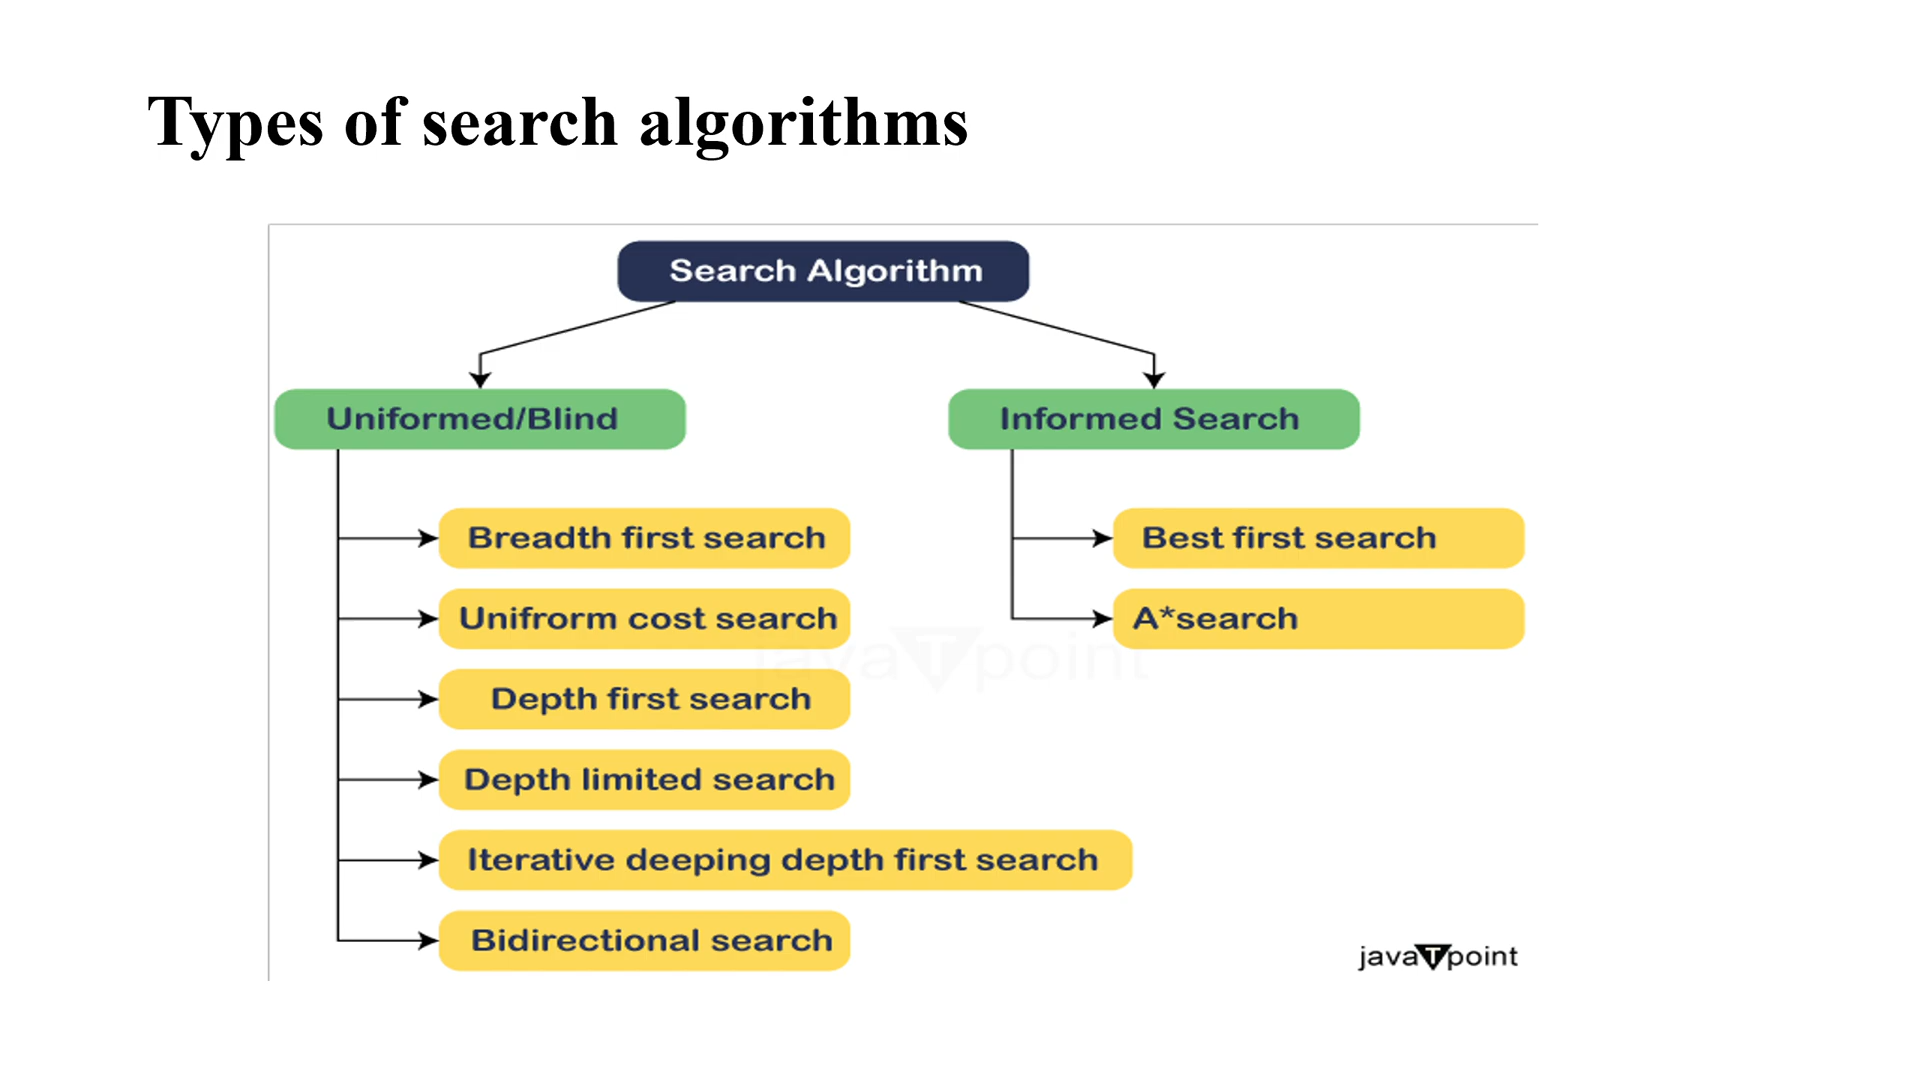 Types of search algorithms
Search Algorithm
Uniformed/Blind
Informed Search
Breadth first search
Best first search
Unifrorm cost search
A*search
javaTpoint
Depth first search
Depth limited search
Iterative deeping depth first search
Bidirectional search
javaTpoint